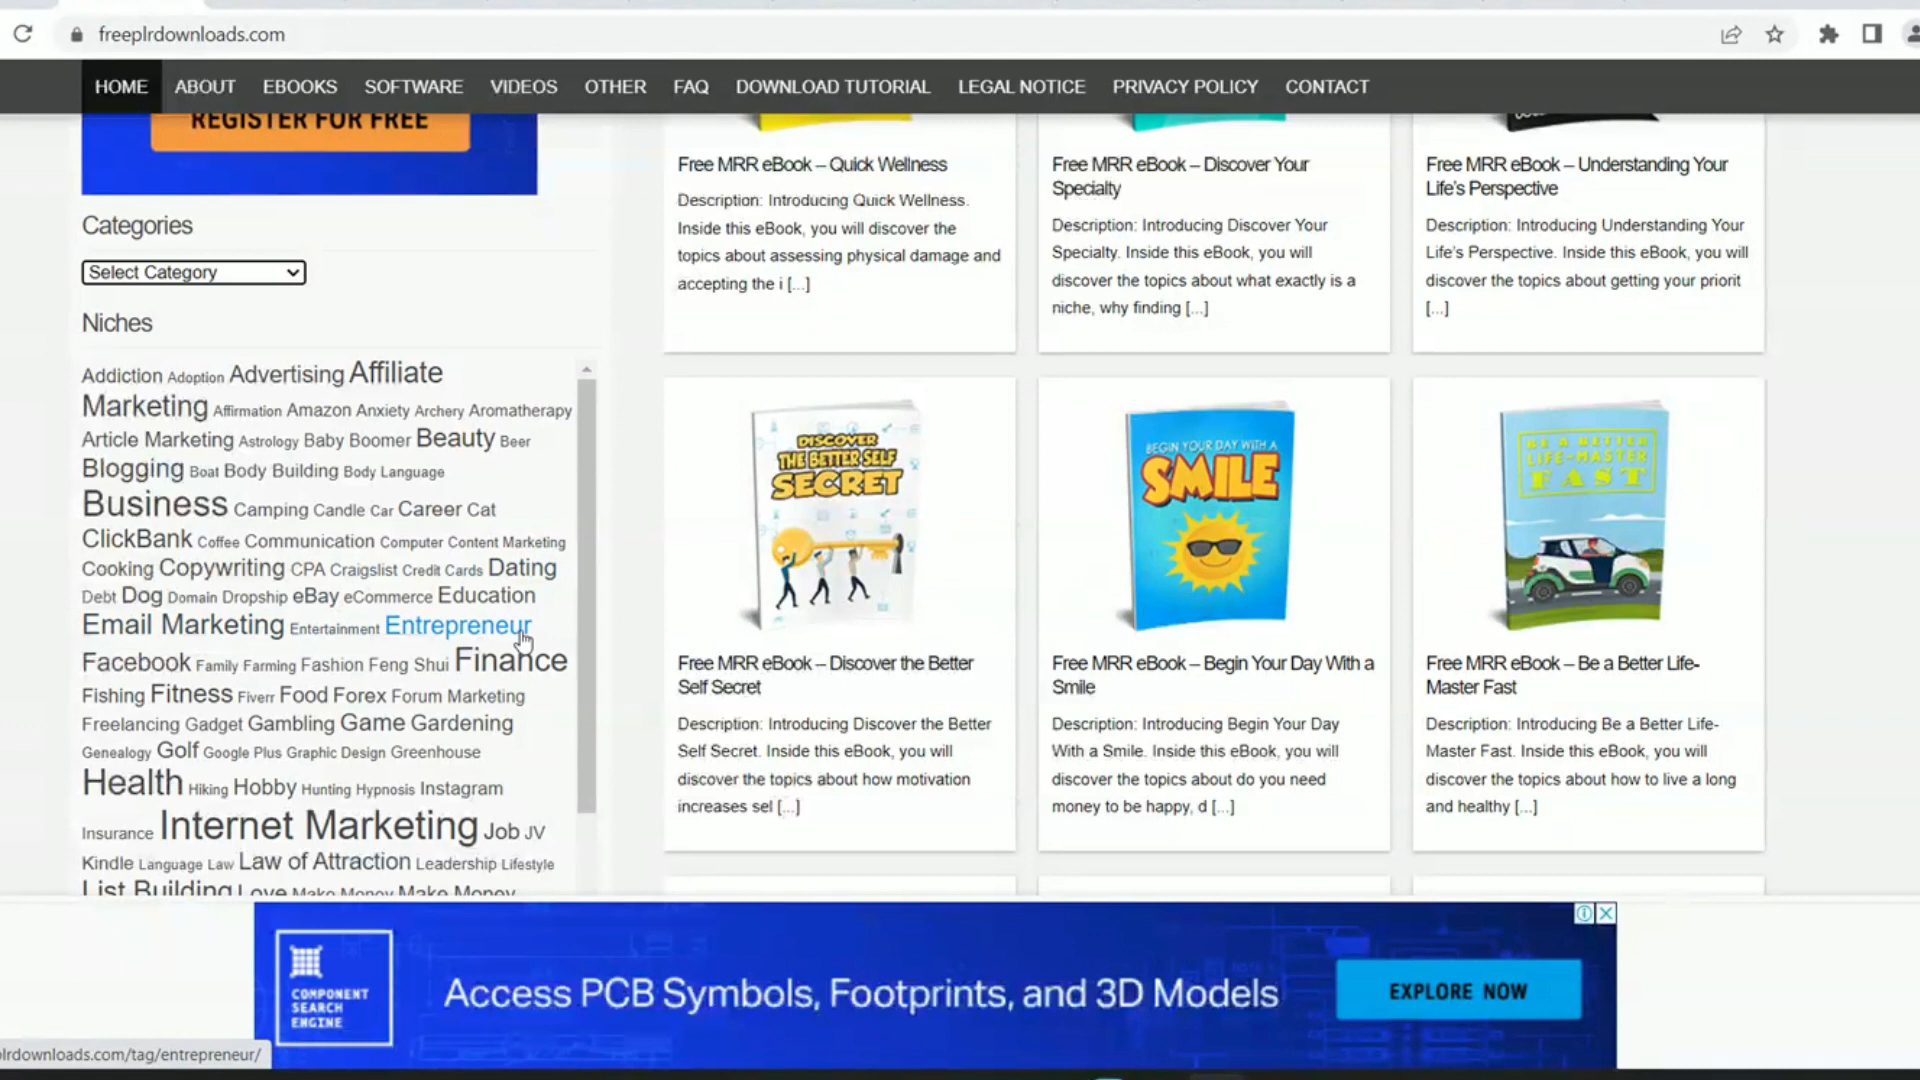 freeplrdownloads.com
HOME ABOUT EBOOKS SOFTWARE VIDEOS OTHER FAQ DOWNLOAD TUTORIAL LEGAL NOTICE PRIVACY POLICY CONTACT
REGISTER FOR FREE
Categories
Select Category
Niches
Addiction Adoption Advertising Affiliate
Marketing Affirmation Amazon Anxiety Archery Aromatherapy
Article Marketing Astrology Baby Boomer Beauty Beer
Blogging Boat Body Building Body Language
Business Camping Candle Car Career Cat
ClickBank Coffee Communication Computer Content Marketing
Cooking Copywriting CPA Craigslist Credit Cards Dating
Debt Dog Domain Dropship eBay eCommerce Education
Email Marketing Entertainment Entrepreneur
Facebook Family Farming Fashion Feng Shui Finance
Fishing Fitness Fiverr Food Forex Forum Marketing
Freelancing Gadget Gambling Game Gardening
Genealogy Golf Google Plus Graphic Design Greenhouse
Health Hiking Hobby Hunting Hypnosis Instagram
Insurance Internet Marketing Job JV
Kindle Language Law Law of Attraction Leadership Lifestyle
List Building Love Make Money Make Money
Free MRR eBook – Quick Wellness
Description: Introducing Quick Wellness.
Inside this eBook, you will discover the
topics about assessing physical damage and
accepting the i [...]
Free MRR eBook – Discover Your
Specialty
Description: Introducing Discover Your
Specialty. Inside this eBook, you will
discover the topics about what exactly is a
niche, why finding [...]
Free MRR eBook – Understanding Your
Life's Perspective
Description: Introducing Understanding Your
Life's Perspective. Inside this eBook, you will
discover the topics about getting your priorit
[...]
DISCOVER
THE BETTER SELF
SECRET
Free MRR eBook – Discover the Better
Self Secret
Description: Introducing Discover the Better
Self Secret. Inside this eBook, you will
discover the topics about how motivation
increases sel [...]
BEGIN YOUR DAY WITH A
SMILE
Free MRR eBook – Begin Your Day With a
Smile
Description: Introducing Begin Your Day
With a Smile. Inside this eBook, you will
discover the topics about do you need
money to be happy, d [...]
BE A BETTER
LIFE-MASTER
FAST
Free MRR eBook – Be a Better Life-
Master Fast
Description: Introducing Be a Better Life-
Master Fast. Inside this eBook, you will
discover the topics about how to live a long
and healthy [...]
COMPONENT
SEARCH
ENGINE
Access PCB Symbols, Footprints, and 3D Models
EXPLORE NOW
lrdownloads.com/tag/entrepreneur/